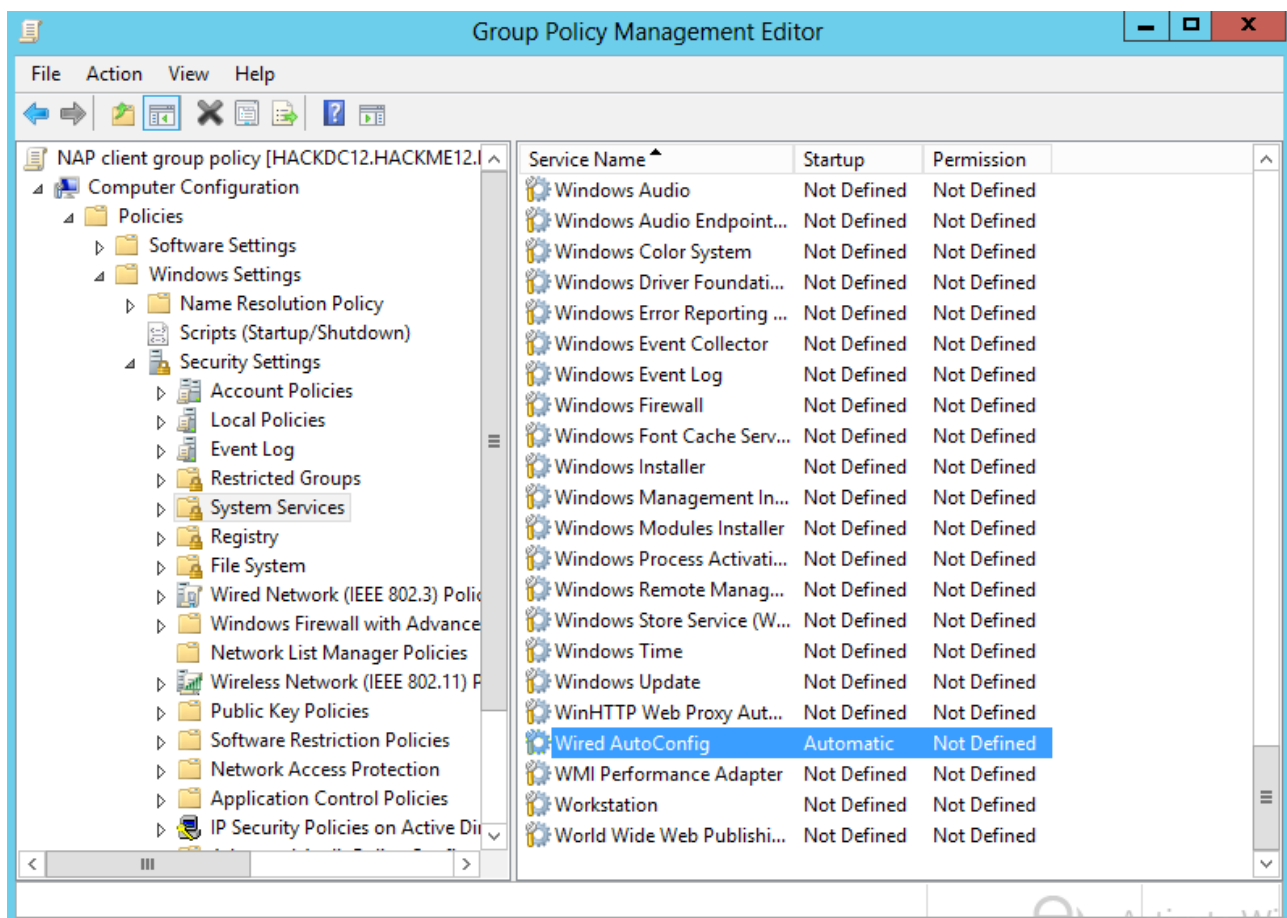 Group Policy Management Editor
File Action View Help
NAP client group policy [HACKDC12.HACKME12.
Computer Configuration
Policies
Software Settings
Windows Settings
Name Resolution Policy
Scripts (Startup/Shutdown)
Security Settings
Account Policies
Local Policies
Event Log
Restricted Groups
System Services
Registry
File System
Wired Network (IEEE 802.3) Polic
Windows Firewall with Advance
Network List Manager Policies
Wireless Network (IEEE 802.11) P
Public Key Policies
Software Restriction Policies
Network Access Protection
Application Control Policies
IP Security Policies on Active Dir
Service Name Startup Permission
Windows Audio Not Defined Not Defined
Windows Audio Endpoint... Not Defined Not Defined
Windows Color System Not Defined Not Defined
Windows Driver Foundati... Not Defined Not Defined
Windows Error Reporting ... Not Defined Not Defined
Windows Event Collector Not Defined Not Defined
Windows Event Log Not Defined Not Defined
Windows Firewall Not Defined Not Defined
Windows Font Cache Serv... Not Defined Not Defined
Windows Installer Not Defined Not Defined
Windows Management In... Not Defined Not Defined
Windows Modules Installer Not Defined Not Defined
Windows Process Activati... Not Defined Not Defined
Windows Remote Manag... Not Defined Not Defined
Windows Store Service (W... Not Defined Not Defined
Windows Time Not Defined Not Defined
Windows Update Not Defined Not Defined
WinHTTP Web Proxy Aut... Not Defined Not Defined
Wired AutoConfig Automatic Not Defined
WMI Performance Adapter Not Defined Not Defined
Workstation Not Defined Not Defined
World Wide Web Publishi... Not Defined Not Defined